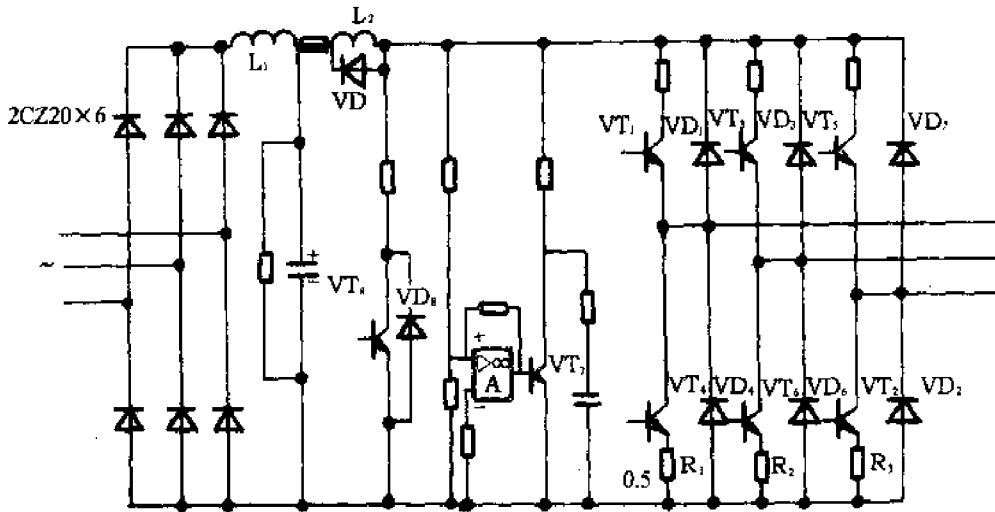 L₂
L₁
VD
2CZ20×6
VT₁
VD₁
VT₃
VD₃
VT₅
VD₇
~
+
VT₈
VD₈
+
▷∞
A
−
VT₇
VT₄
VD₄
VT₆
VD₆
VT₂
VD₂
0.5
R₁
R₂
R₃